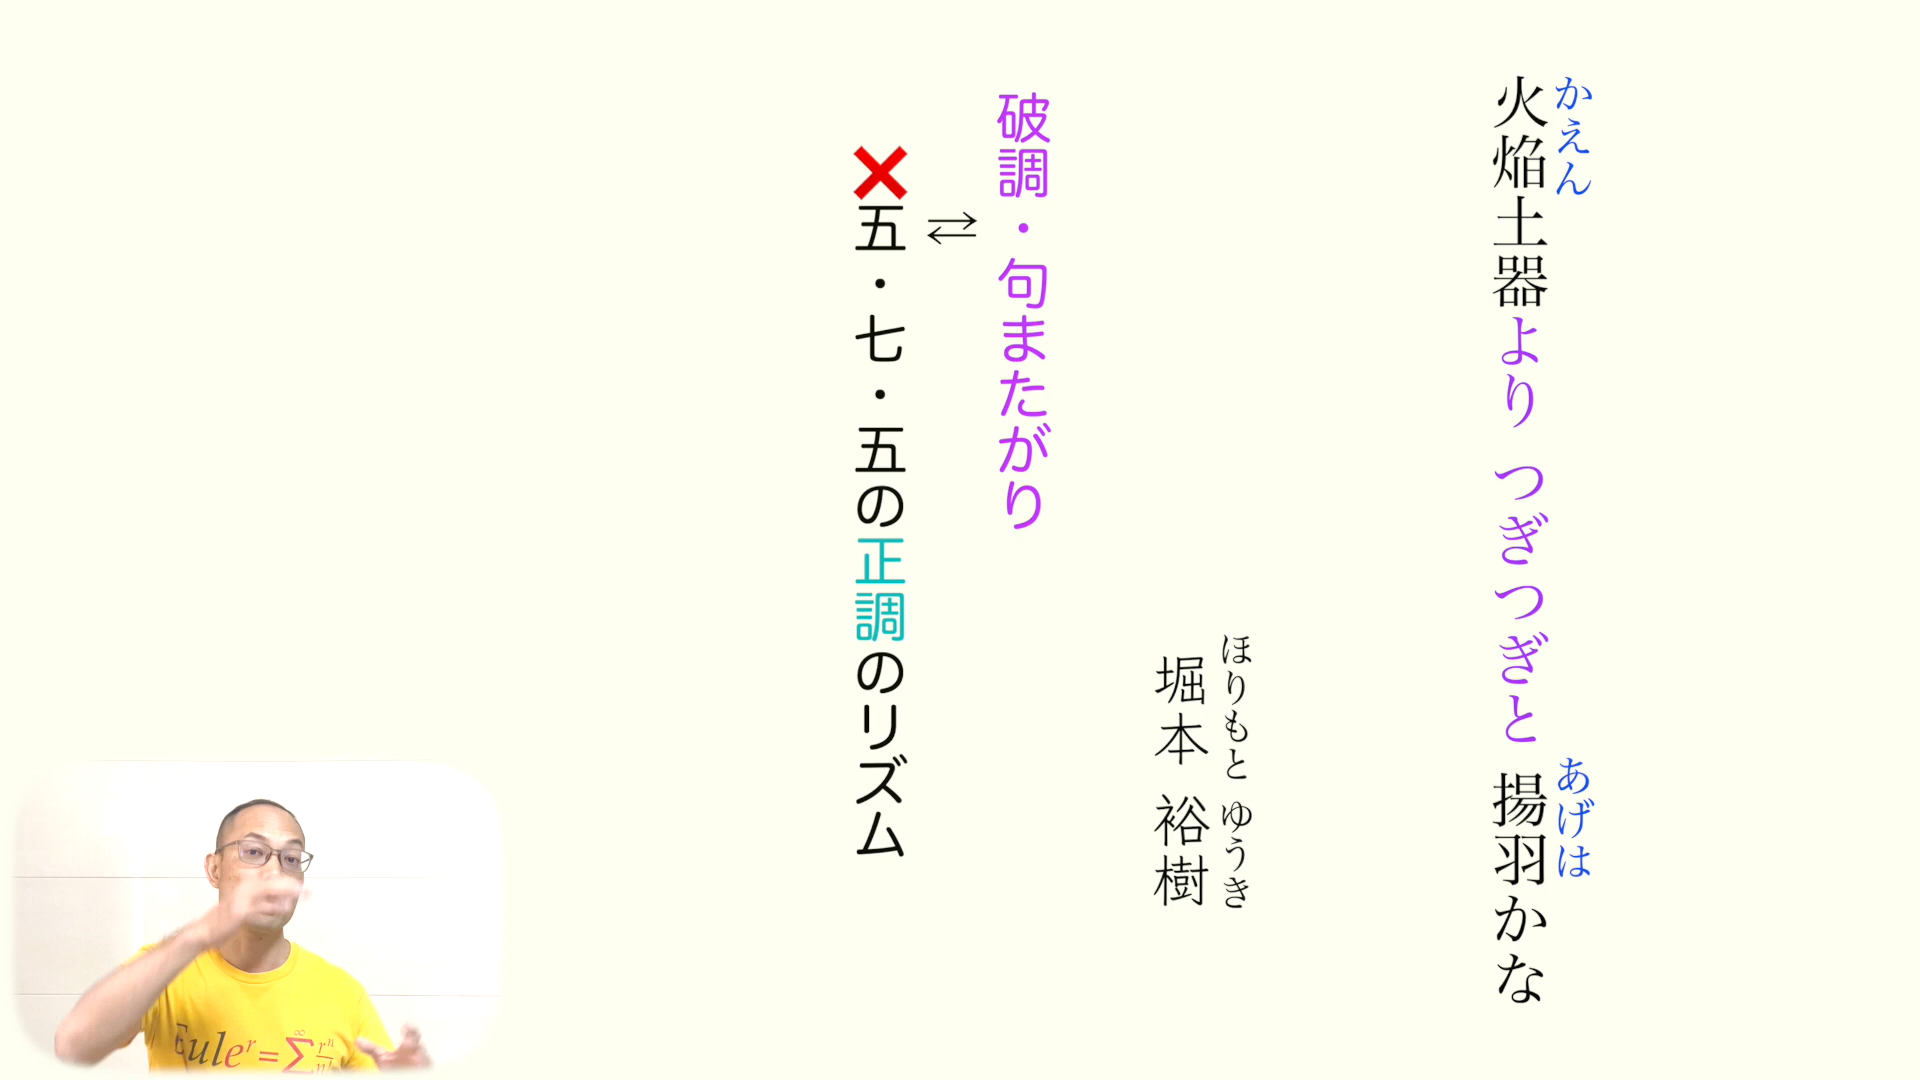 火焔土器より つぎつぎと 揚羽かな
かえん
あげは
堀本 裕樹
ほりもと ゆうき
破調・句またがり
⇄
❌五・七・五の正調のリズム
Euler=∑